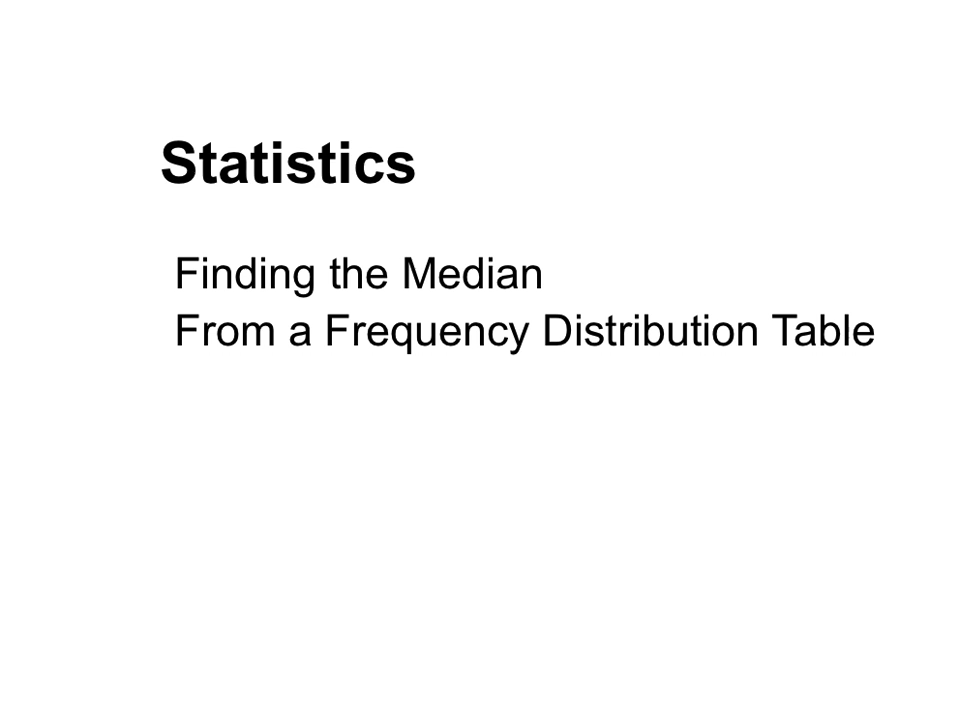 Statistics
Finding the Median
From a Frequency Distribution Table